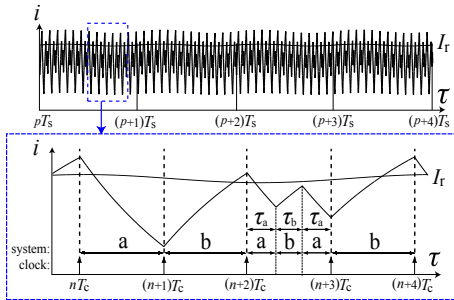 i
I_r
τ
pT_s (p+1)T_s (p+2)T_s (p+3)T_s (p+4)T_s
i
I_r
τ_a τ_b τ_a
system: a b a b a b
clock:
τ
nT_c (n+1)T_c (n+2)T_c (n+3)T_c (n+4)T_c